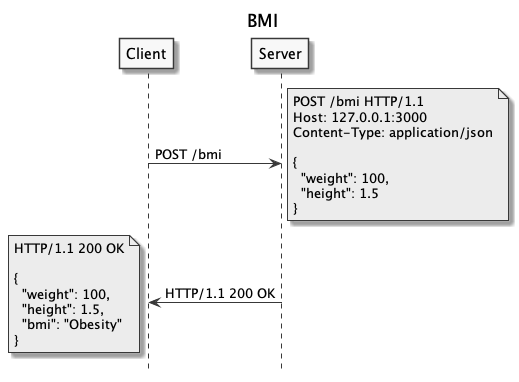 BMI
Client
Server
POST /bmi
POST /bmi HTTP/1.1
Host: 127.0.0.1:3000
Content-Type: application/json
{
  "weight": 100,
  "height": 1.5
}
HTTP/1.1 200 OK
HTTP/1.1 200 OK
{
  "weight": 100,
  "height": 1.5,
  "bmi": "Obesity"
}